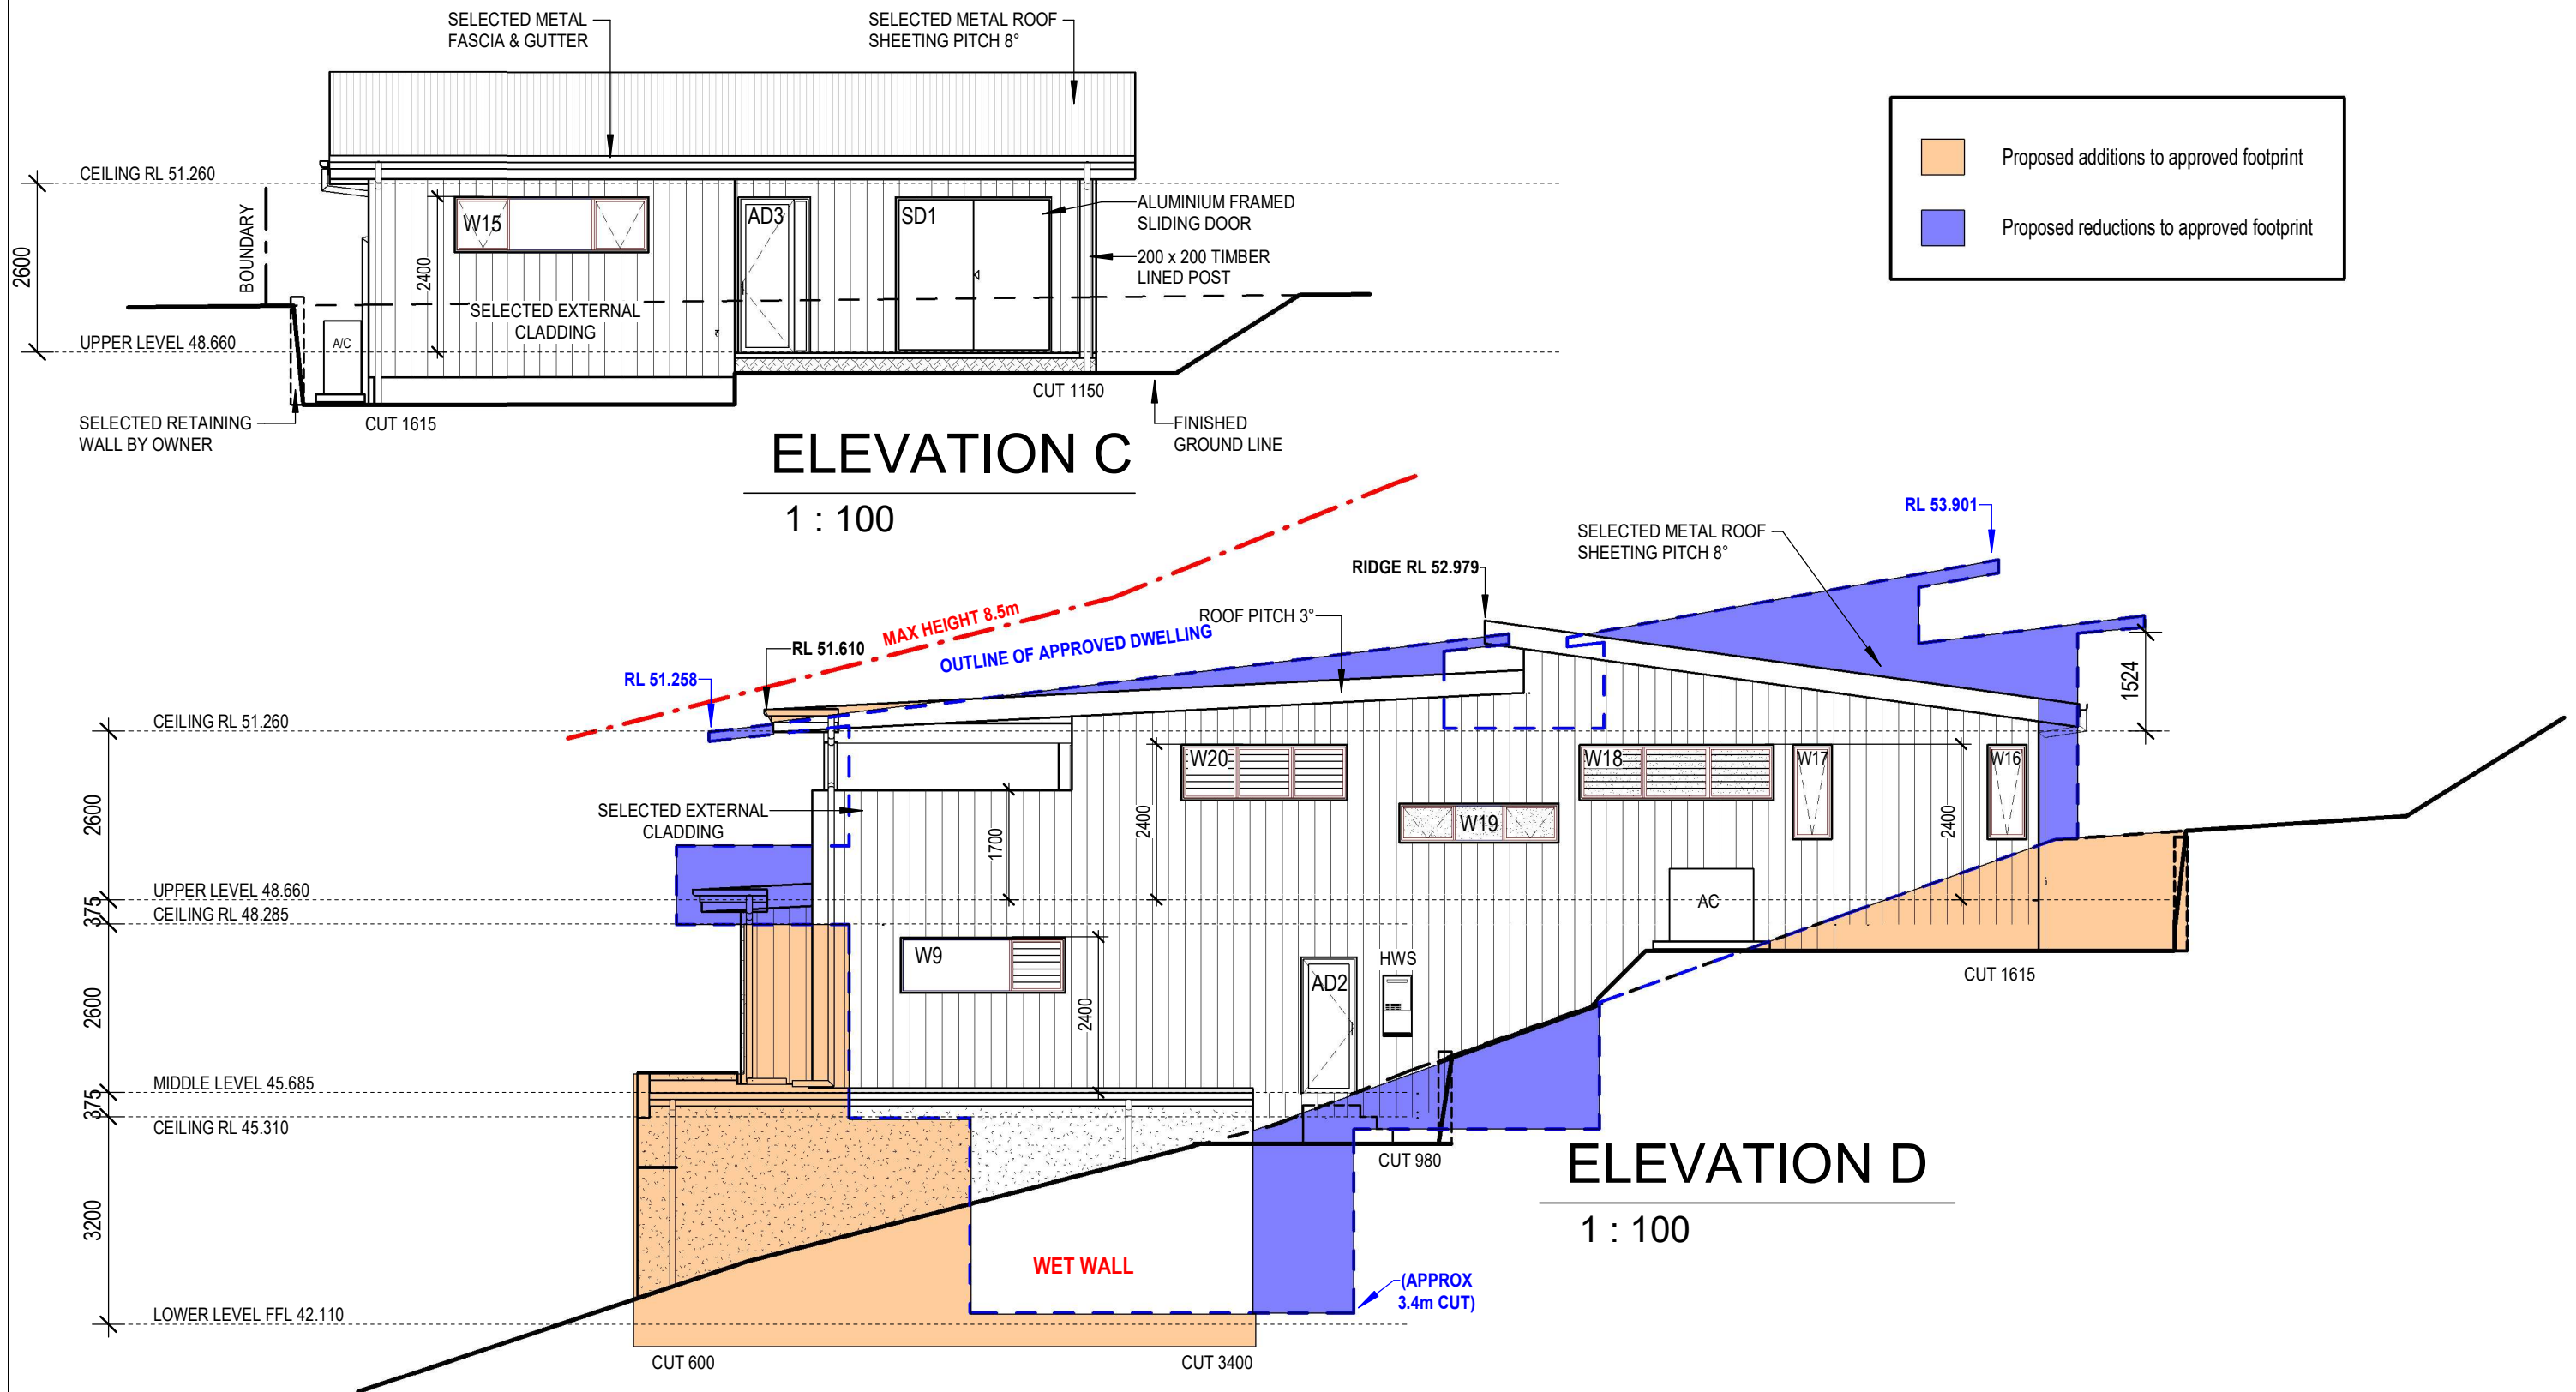 SELECTED METAL
FASCIA & GUTTER
SELECTED METAL ROOF
SHEETING PITCH 8°
CEILING RL 51.260
BOUNDARY
2600
W15
2400
AD3
SD1
ALUMINIUM FRAMED
SLIDING DOOR
200 x 200 TIMBER
LINED POST
SELECTED EXTERNAL
CLADDING
UPPER LEVEL 48.660
A/C
CUT 1150
SELECTED RETAINING
WALL BY OWNER
CUT 1615
FINISHED
GROUND LINE
ELEVATION C
1 : 100
Proposed additions to approved footprint
Proposed reductions to approved footprint
RL 53.901
SELECTED METAL ROOF
SHEETING PITCH 8°
RIDGE RL 52.979
MAX HEIGHT 8.5m
ROOF PITCH 3°
OUTLINE OF APPROVED DWELLING
RL 51.610
RL 51.258
1524
CEILING RL 51.260
W20
W18
W17
W16
2600
SELECTED EXTERNAL
CLADDING
1700
2400
W19
2400
UPPER LEVEL 48.660
375
CEILING RL 48.285
AC
W9
HWS
AD2
CUT 1615
2600
2400
MIDDLE LEVEL 45.685
375
CEILING RL 45.310
CUT 980
ELEVATION D
1 : 100
3200
WET WALL
(APPROX
3.4m CUT)
LOWER LEVEL FFL 42.110
CUT 600
CUT 3400